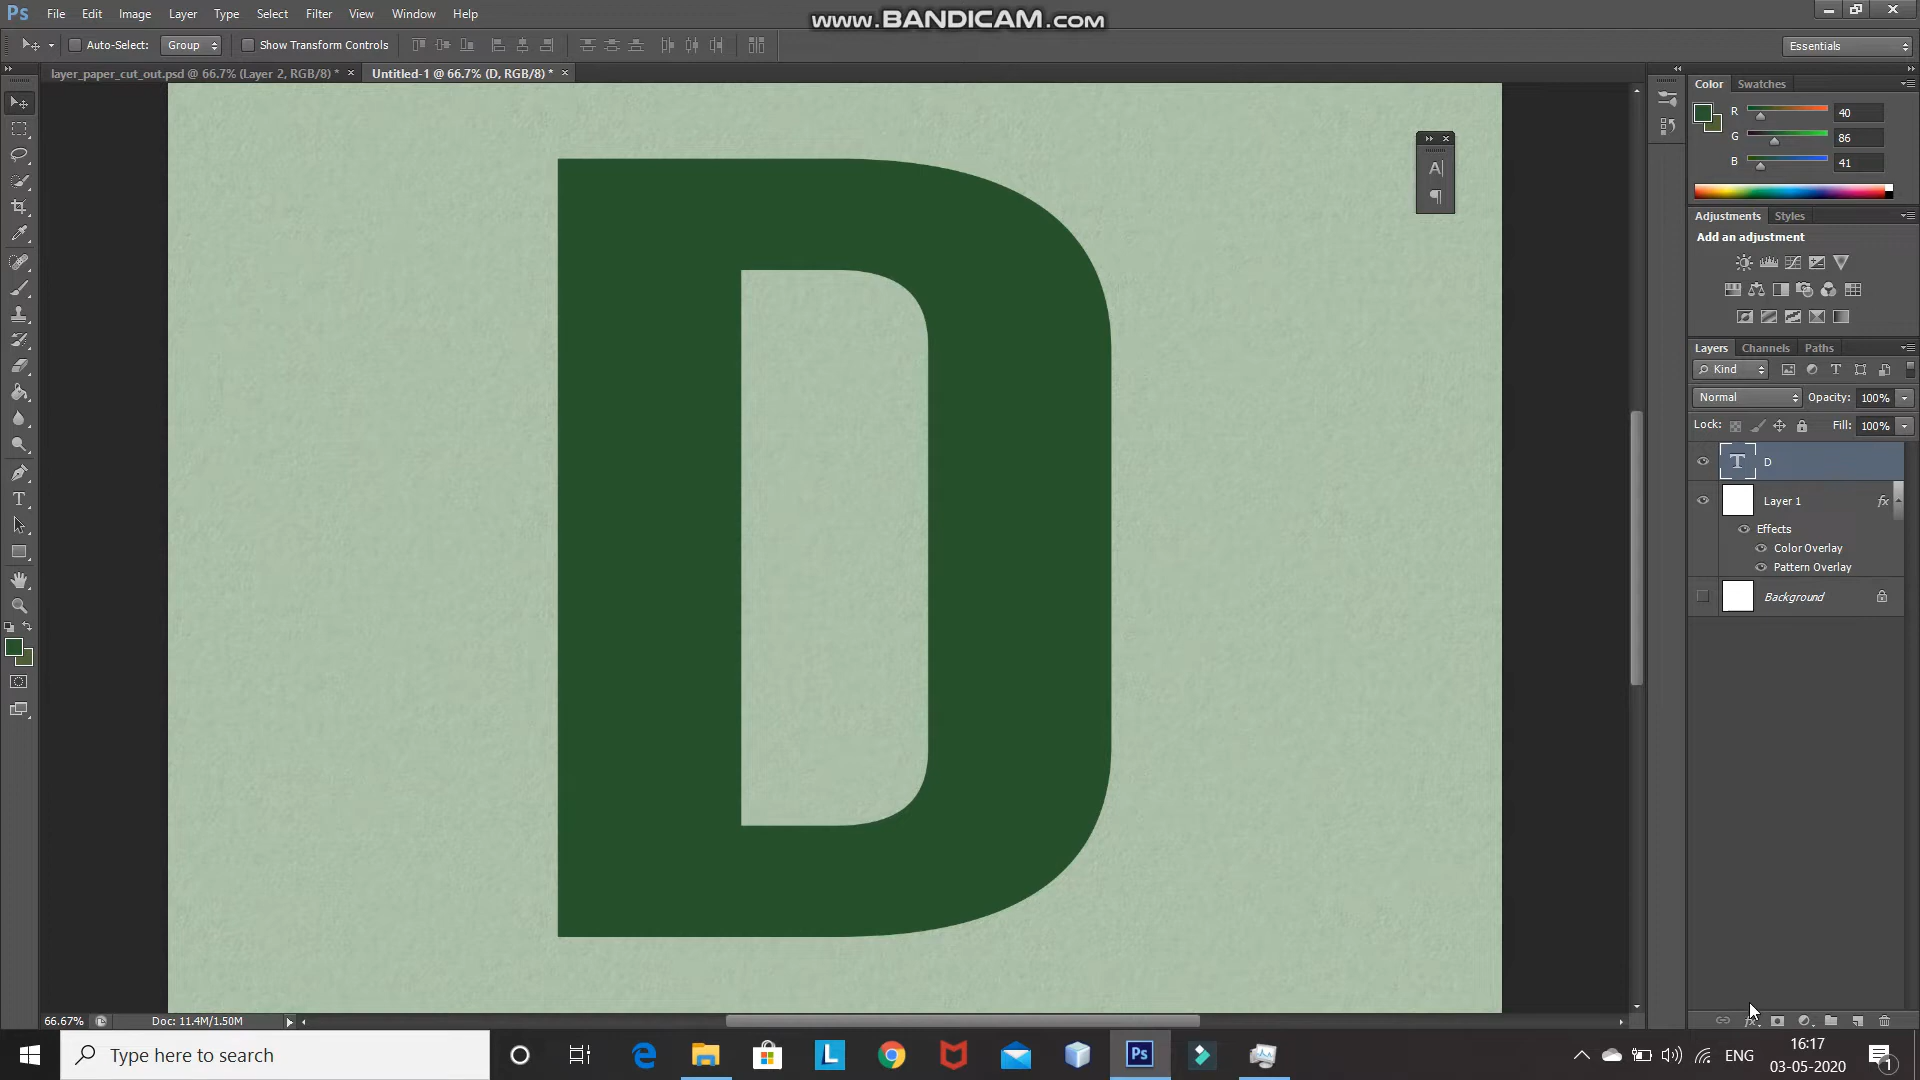 www.BANDICAM.com
Ps File Edit Image Layer Type Select Filter View Window Help
Auto-Select: Group Show Transform Controls Essentials
layer_paper_cut_out.psd @ 66.7% (Layer 2, RGB/8) * × Untitled-1 @ 66.7% (D, RGB/8) * ×
Color Swatches
R 40
G 86
B 41
Adjustments Styles
Add an adjustment
Layers Channels Paths
Kind
Normal Opacity: 100%
Lock: Fill: 100%
T D
Layer 1 fx
Effects
Color Overlay
Pattern Overlay
Background
D
66.67% Doc: 11.4M/1.50M
Type here to search
L
Ps
ENG
16:17
03-05-2020
1